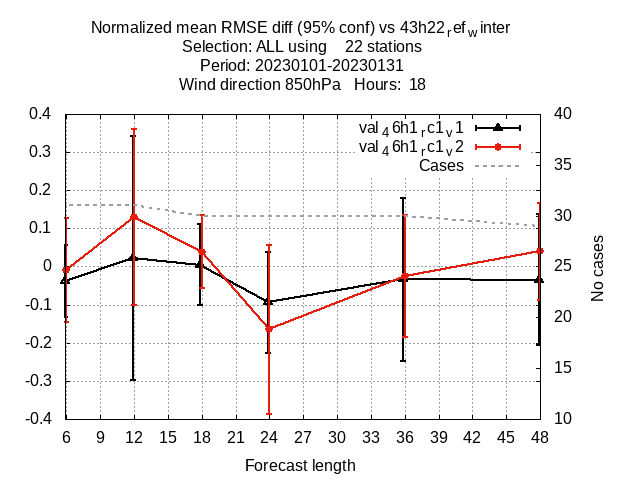 Normalized mean RMSE diff (95% conf) vs 43h22refwinter
Selection: ALL using 22 stations
Period: 20230101-20230131
Wind direction 850hPa Hours: 18
val46h1rc1v1
val46h1rc1v2
Cases
0.4
0.3
0.2
0.1
0
-0.1
-0.2
-0.3
-0.4
40
35
30
25
20
15
10
No cases
6 9 12 15 18 21 24 27 30 33 36 39 42 45 48
Forecast length